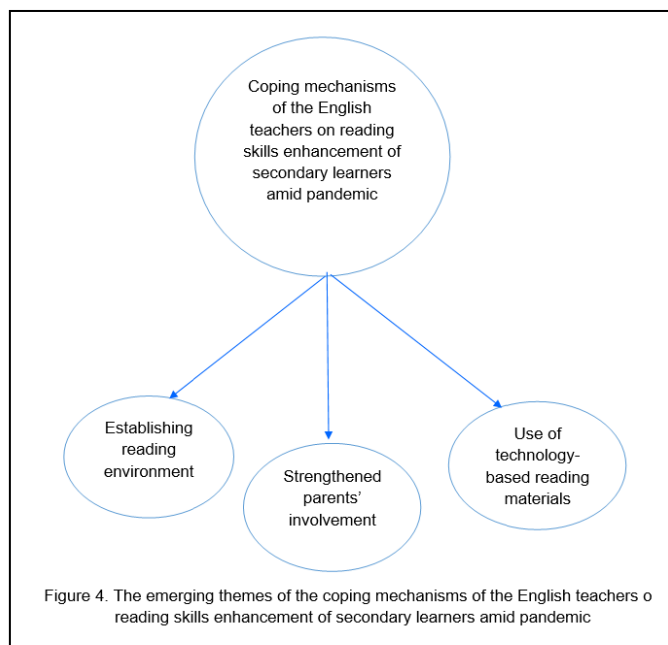 Coping mechanisms
of the English
teachers on reading
skills enhancement of
secondary learners
amid pandemic
Establishing
reading
environment
Strengthened
parents'
involvement
Use of
technology-
based reading
materials
Figure 4. The emerging themes of the coping mechanisms of the English teachers o
reading skills enhancement of secondary learners amid pandemic